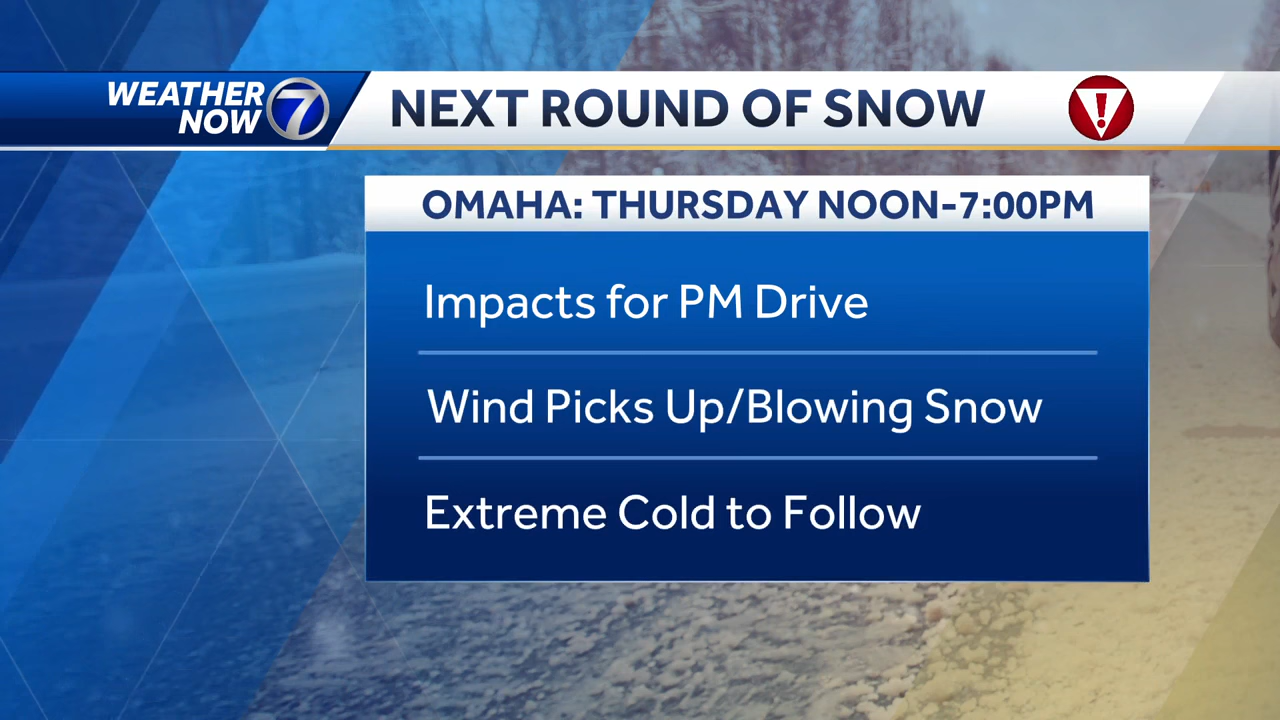 WEATHER
NOW 7
NEXT ROUND OF SNOW
OMAHA: THURSDAY NOON-7:00PM
Impacts for PM Drive
Wind Picks Up/Blowing Snow
Extreme Cold to Follow